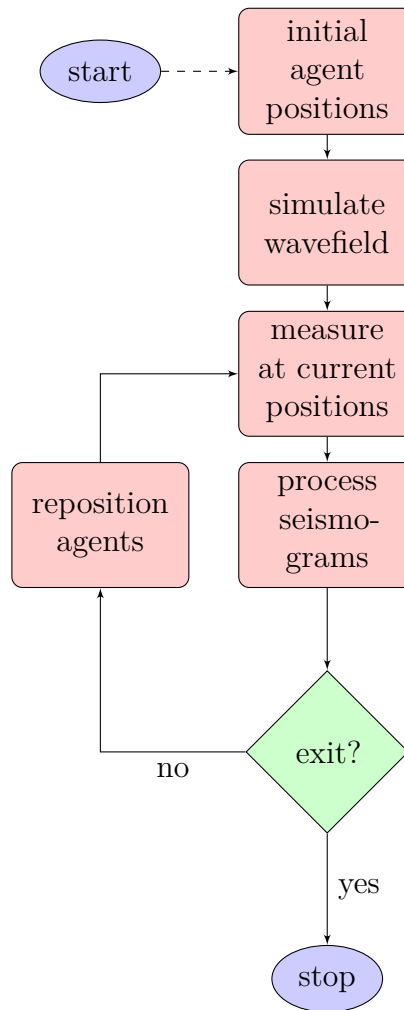 start
initial
agent
positions
simulate
wavefield
measure
at current
positions
reposition
agents
process
seismo-
grams
exit?
no
yes
stop